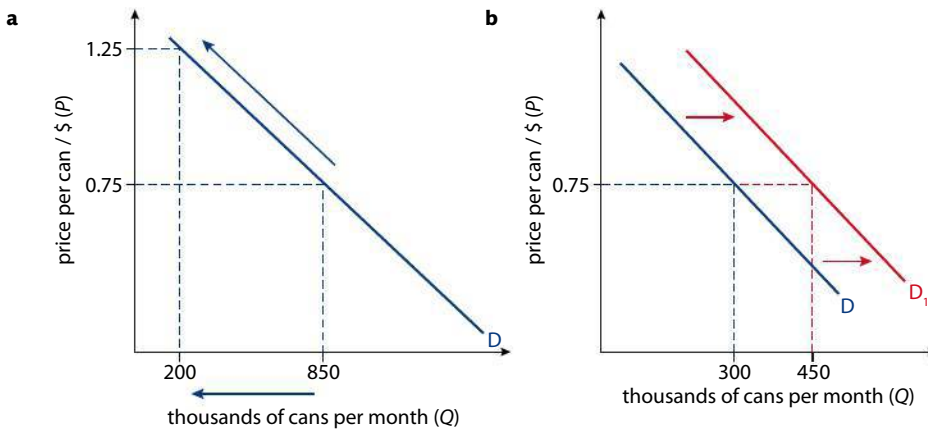 a
1.25
0.75
price per can / $ (P)
D
200
850
thousands of cans per month (Q)
b
0.75
price per can / $ (P)
D
D1
300
450
thousands of cans per month (Q)